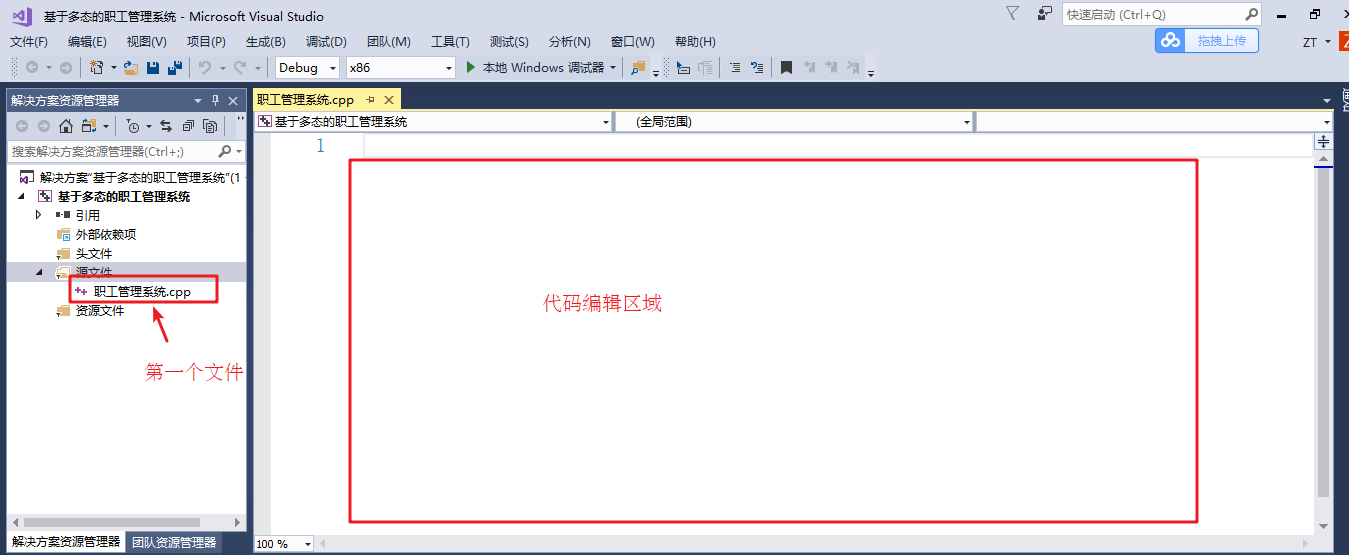 基于多态的职工管理系统 - Microsoft Visual Studio
快速启动 (Ctrl+Q)
文件(F) 编辑(E) 视图(V) 项目(P) 生成(B) 调试(D) 团队(M) 工具(T) 测试(S) 分析(N) 窗口(W) 帮助(H)
拖拽上传
ZT
Debug x86 本地 Windows 调试器
解决方案资源管理器
职工管理系统.cpp
基于多态的职工管理系统 (全局范围)
搜索解决方案资源管理器(Ctrl+;)
1
解决方案"基于多态的职工管理系统"(1
基于多态的职工管理系统
引用
外部依赖项
头文件
源文件
职工管理系统.cpp
资源文件
代码编辑区域
第一个文件
解决方案资源管理器 团队资源管理器
100 %